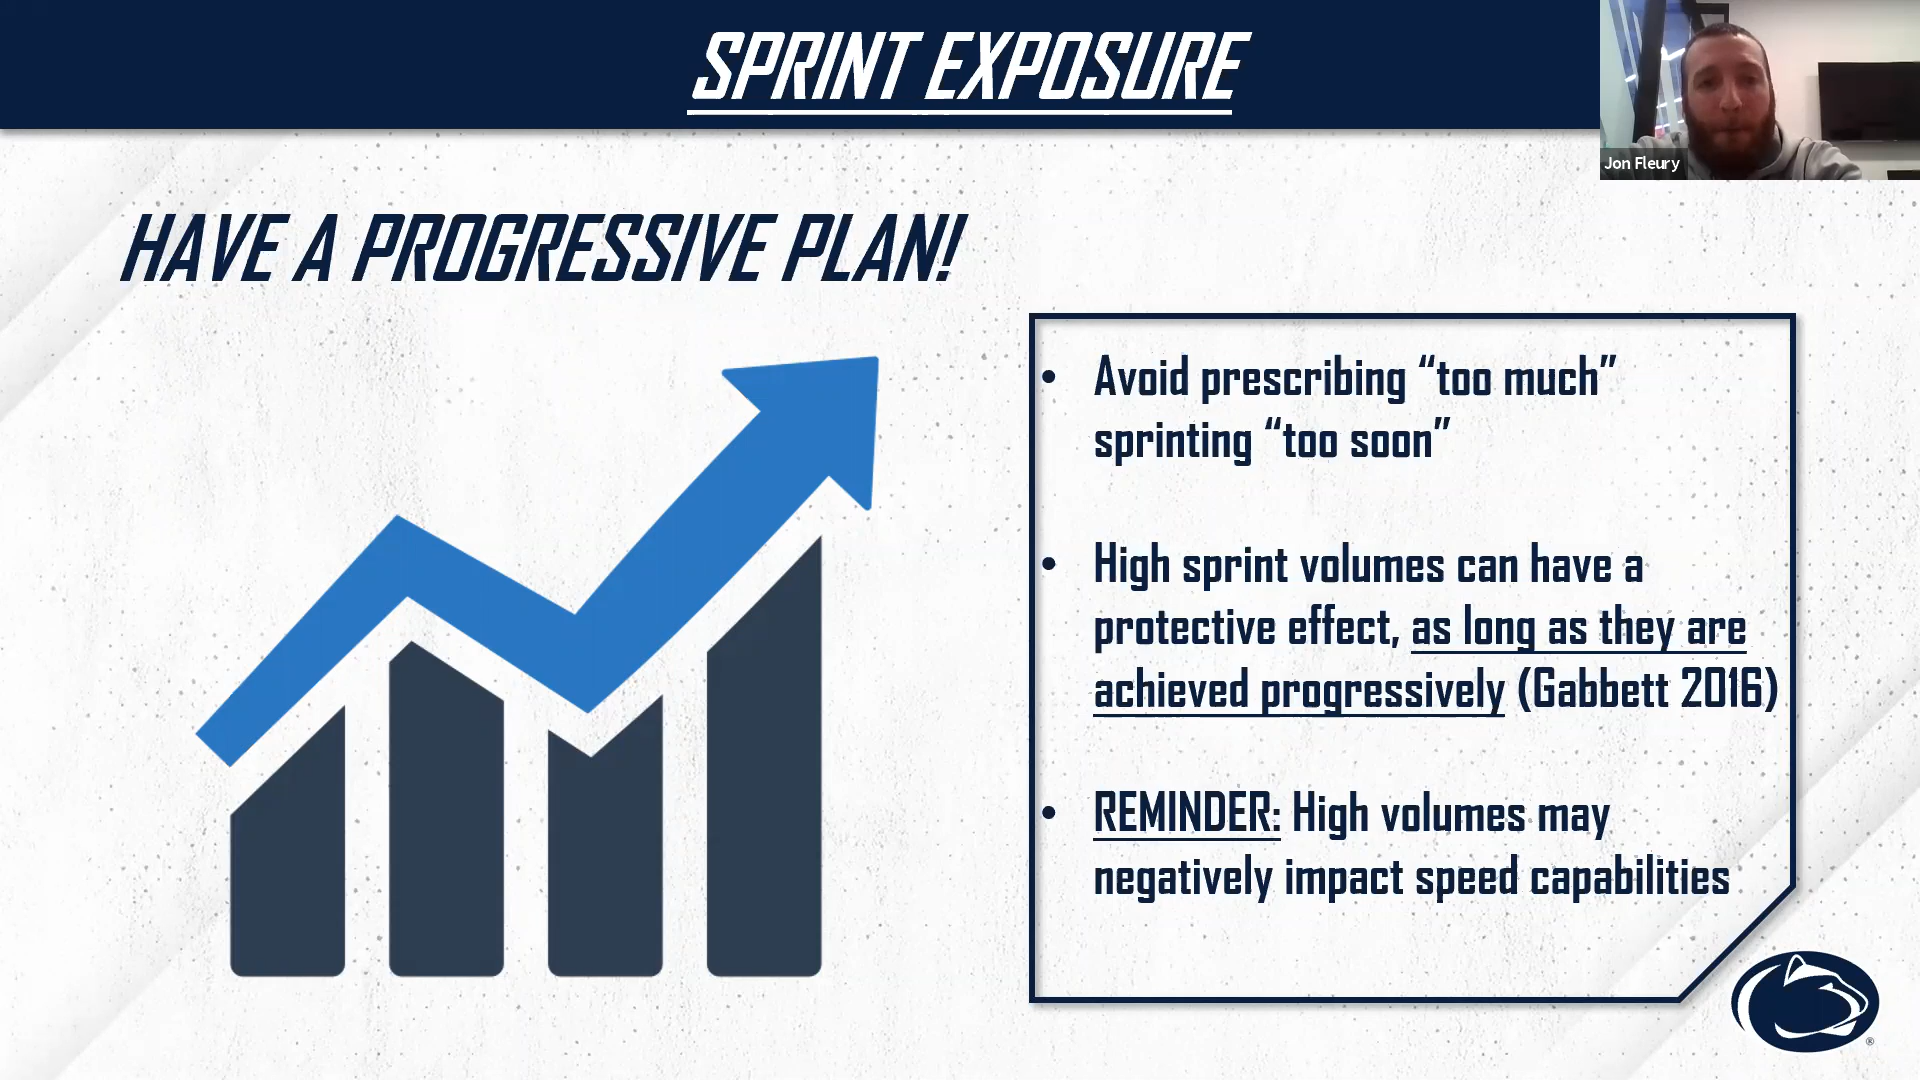 SPRINT EXPOSURE
Jon Fleury
HAVE A PROGRESSIVE PLAN!
• Avoid prescribing “too much”
sprinting “too soon”
• High sprint volumes can have a
protective effect, as long as they are
achieved progressively (Gabbett 2016)
• REMINDER: High volumes may
negatively impact speed capabilities
®